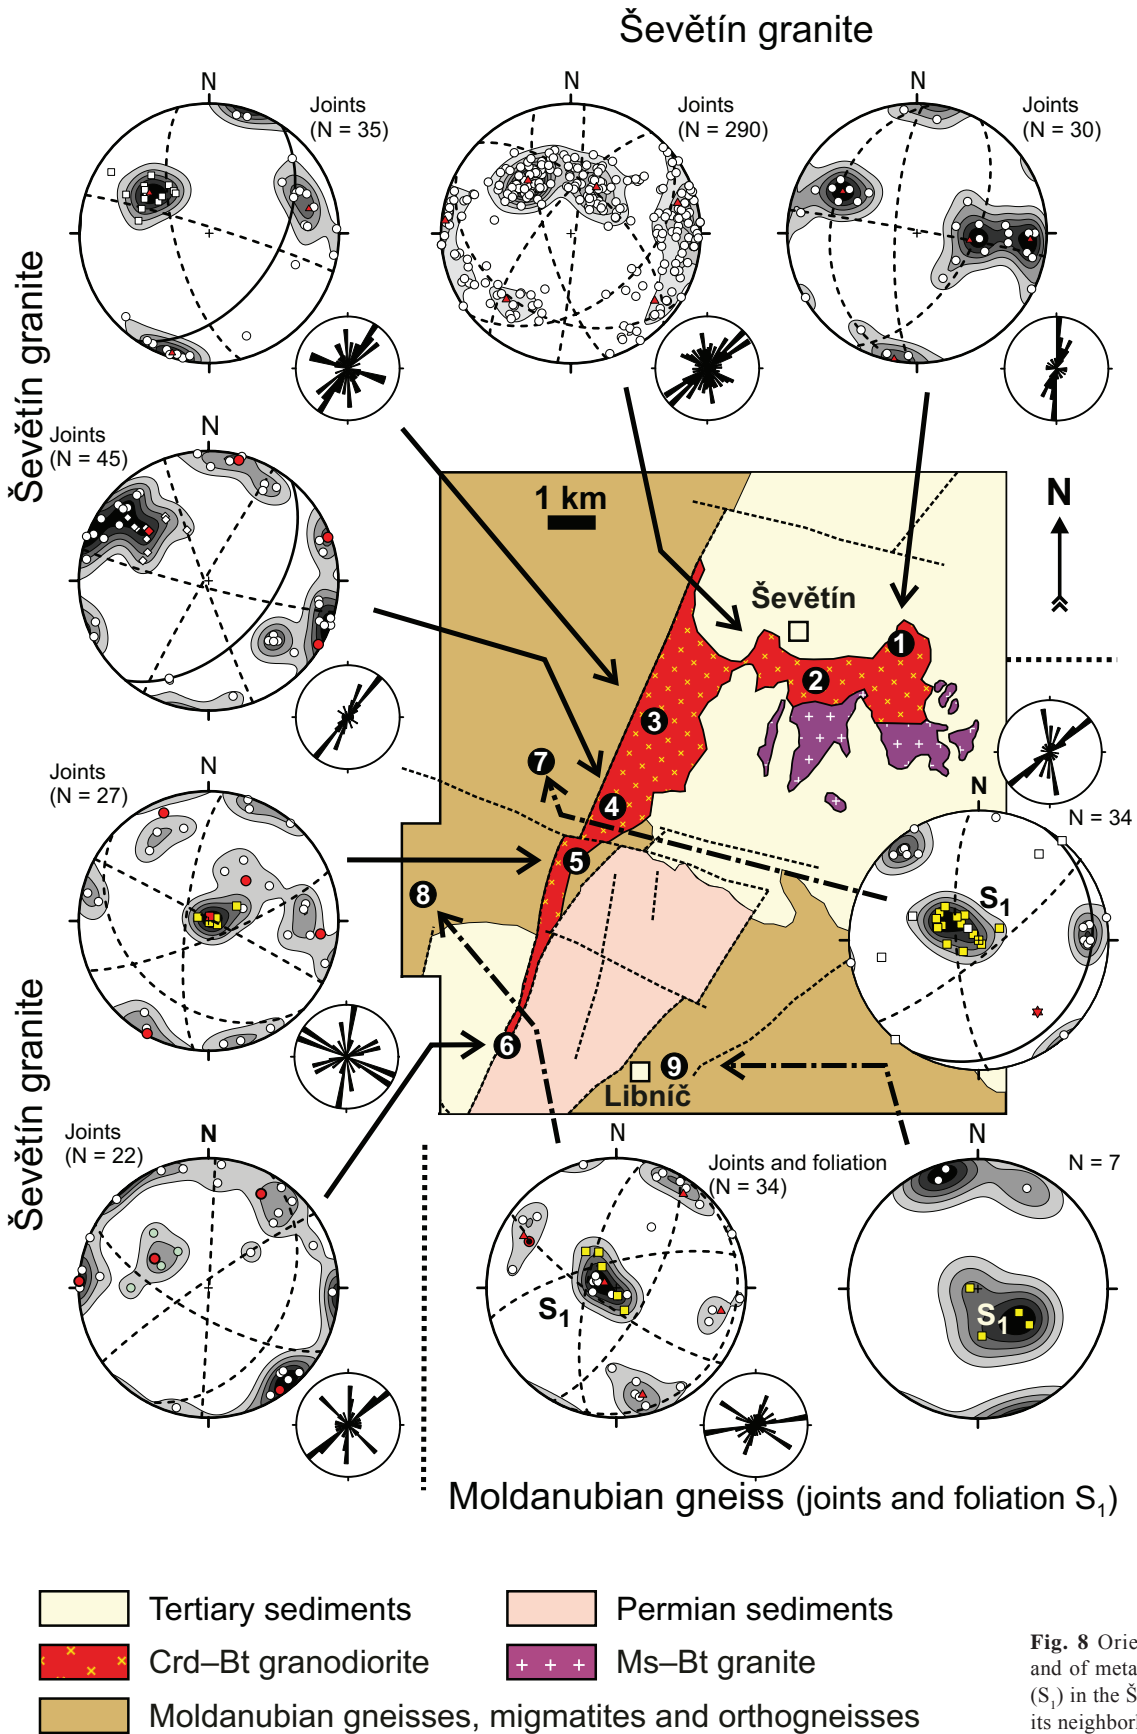 Ševětín granite
N
Joints
(N = 35)
Joints
(N = 290)
N
Joints
(N = 30)
Ševětín granite
Joints
(N = 45)
N
1 km
N
Ševětín
1
2
3
7
4
5
8
6
9
Libníč
Joints
(N = 27)
N
N
N = 34
S1
Ševětín granite
Joints
(N = 22)
N
N
Joints and foliation
(N = 34)
S1
N
N = 7
S1
Moldanubian gneiss (joints and foliation S1)
Tertiary sediments
Permian sediments
Crd–Bt granodiorite
Ms–Bt granite
Moldanubian gneisses, migmatites and orthogneisses
Fig. 8 Orie
and of meta
(S1) in the Š
its neighbor